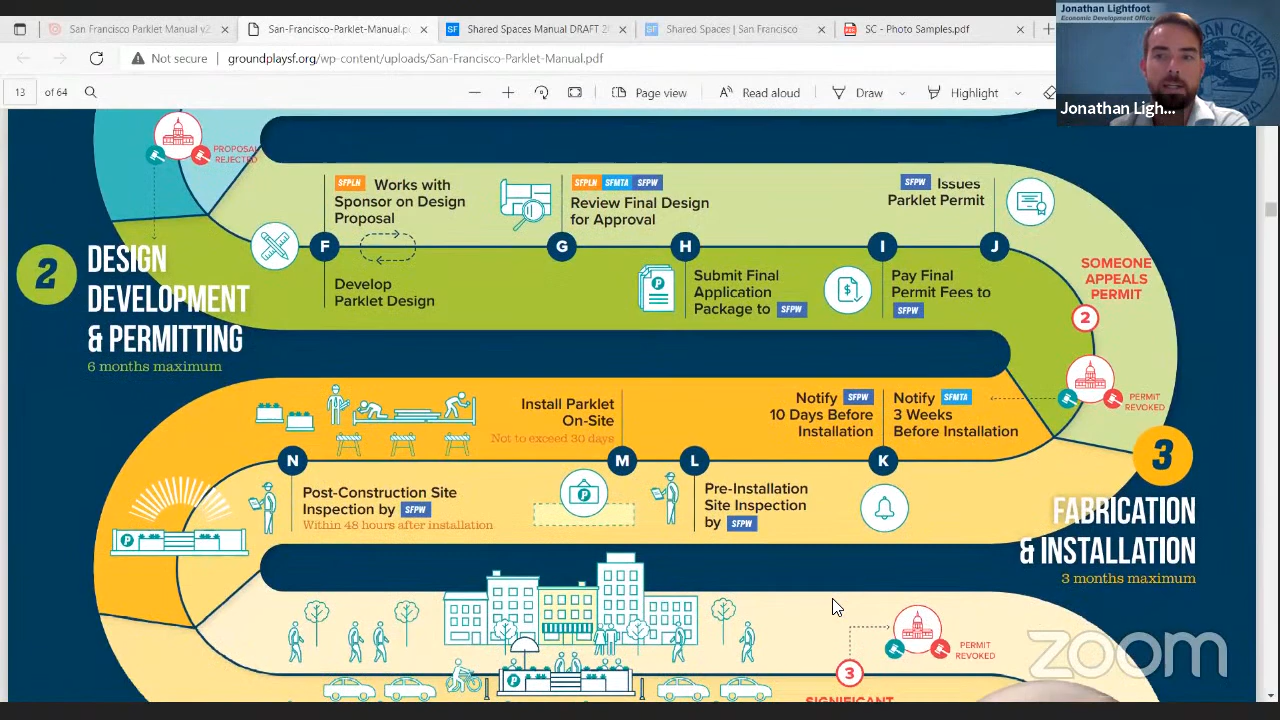 San Francisco Parklet Manual v2
San-Francisco-Parklet-Manual.p
Shared Spaces Manual DRAFT 2
Shared Spaces | San Francisco
SC - Photo Samples.pdf
Jonathan Lightfoot
Economic Development Officer
SAN CLEMENTE
Jonathan Ligh...
Not secure
groundplaysf.org/wp-content/uploads/San-Francisco-Parklet-Manual.pdf
13 of 64
Page view
Read aloud
Draw
Highlight
PROPOSAL
REJECTED
SFPLN Works with
Sponsor on Design
Proposal
SFPLN SFMTA SFPW
Review Final Design
for Approval
SFPW Issues
Parklet Permit
F
G
H
I
J
2
DESIGN
DEVELOPMENT
& PERMITTING
6 months maximum
Develop
Parklet Design
Submit Final
Application
Package to SFPW
Pay Final
Permit Fees to
SFPW
SOMEONE
APPEALS
PERMIT
2
PERMIT
REVOKED
Install Parklet
On-Site
Not to exceed 30 days
Notify SFPW
10 Days Before
Installation
Notify SFMTA
3 Weeks
Before Installation
N
M
L
K
3
FABRICATION
& INSTALLATION
3 months maximum
Post-Construction Site
Inspection by SFPW
Within 48 hours after installation
Pre-Installation
Site Inspection
by SFPW
P
P
P
P
PERMIT
REVOKED
3
SIGNIFICANT
zoom